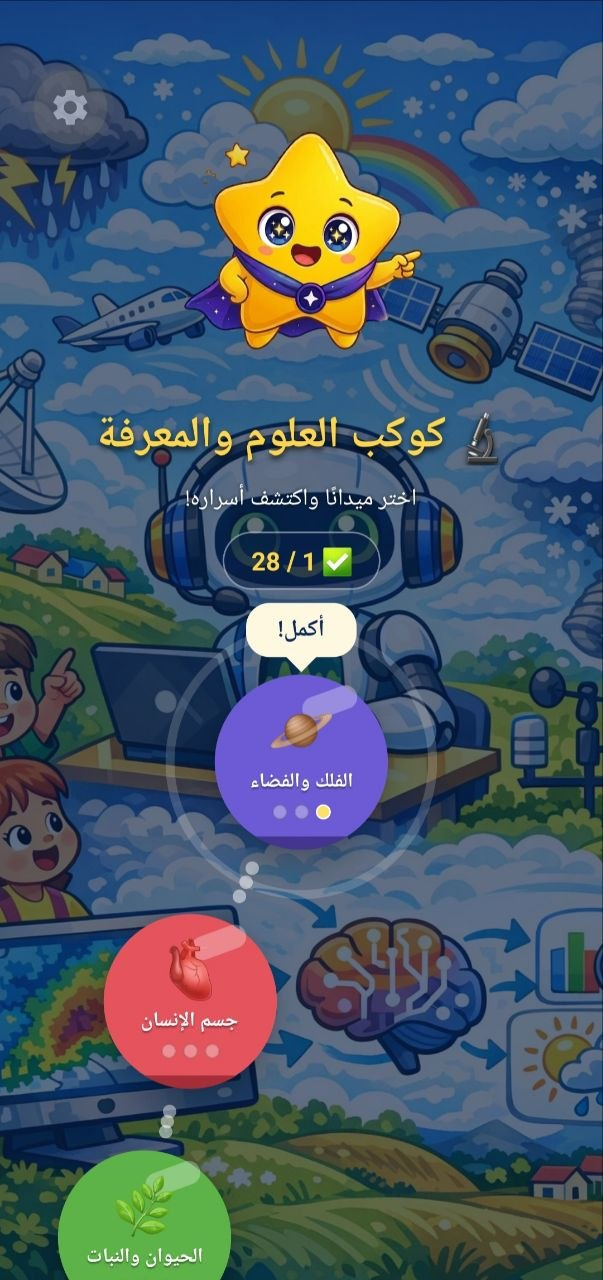 كوكب العلوم والمعرفة
اختر ميدانًا واكتشف أسراره!
1 / 28
أكمل!
الفلك والفضاء
جسم الإنسان
الحيوان والنبات